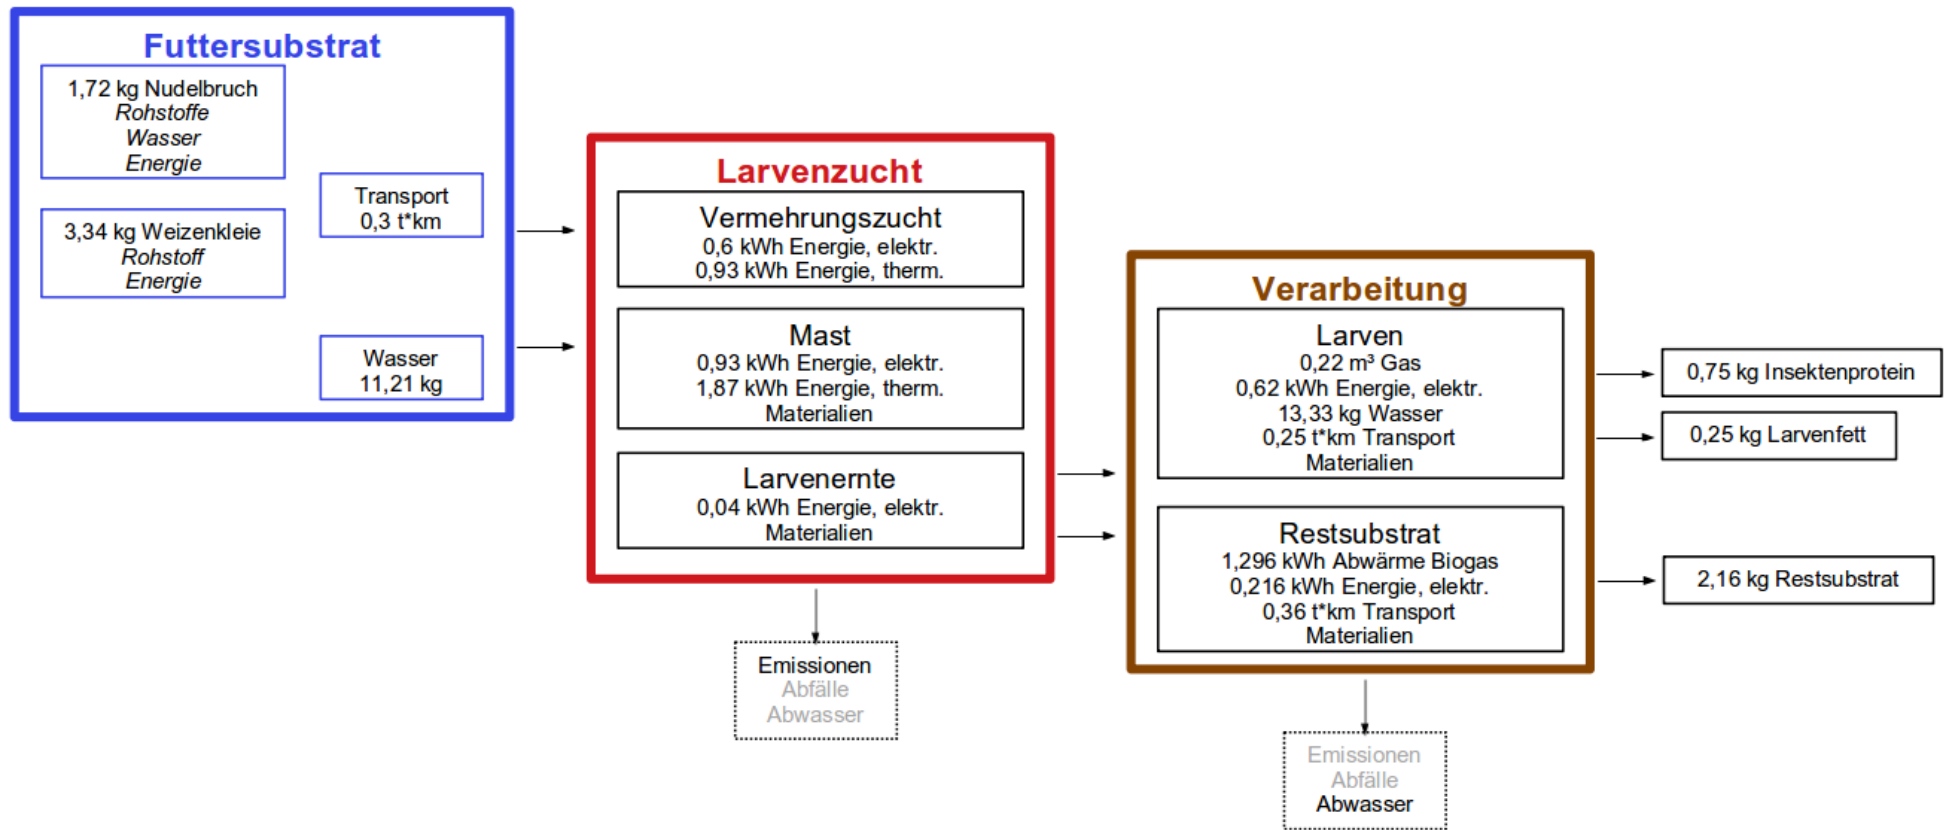 Futtersubstrat
1,72 kg Nudelbruch
Rohstoffe
Wasser
Energie
3,34 kg Weizenkleie
Rohstoff
Energie
Transport
0,3 t*km
Wasser
11,21 kg
Larvenzucht
Vermehrungszucht
0,6 kWh Energie, elektr.
0,93 kWh Energie, therm.
Mast
0,93 kWh Energie, elektr.
1,87 kWh Energie, therm.
Materialien
Larvenernte
0,04 kWh Energie, elektr.
Materialien
Emissionen
Abfälle
Abwasser
Verarbeitung
Larven
0,22 m³ Gas
0,62 kWh Energie, elektr.
13,33 kg Wasser
0,25 t*km Transport
Materialien
Restsubstrat
1,296 kWh Abwärme Biogas
0,216 kWh Energie, elektr.
0,36 t*km Transport
Materialien
Emissionen
Abfälle
Abwasser
0,75 kg Insektenprotein
0,25 kg Larvenfett
2,16 kg Restsubstrat